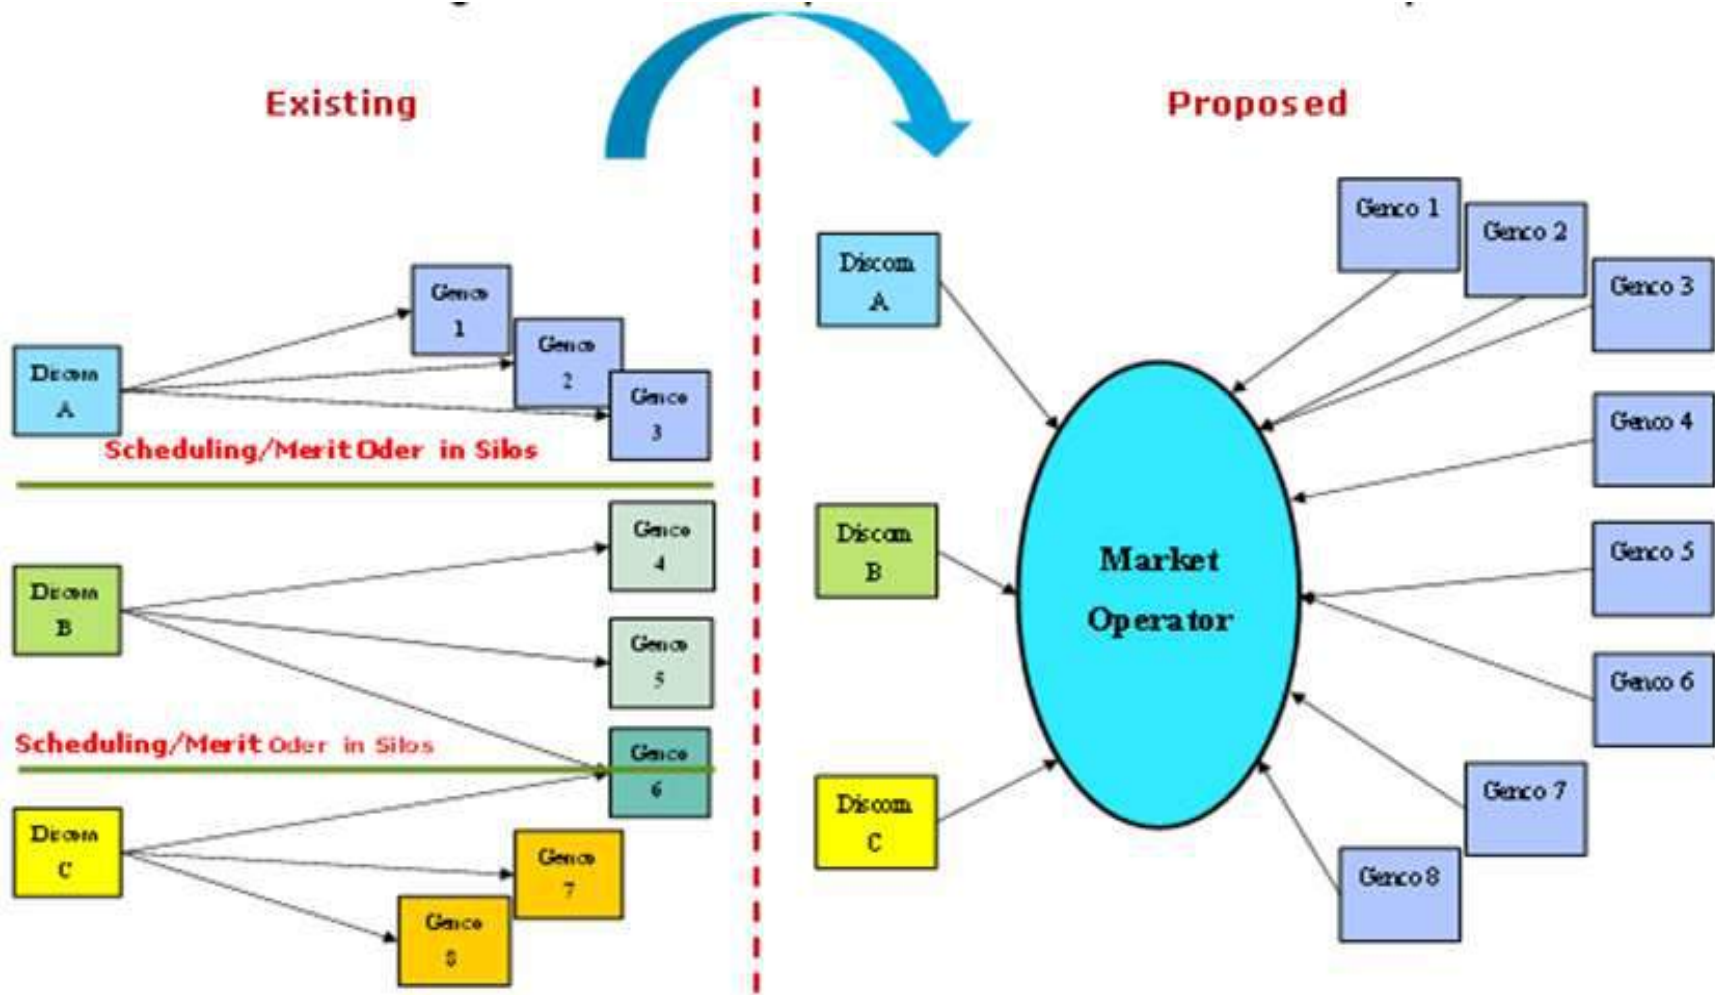 Existing
Proposed
Genco
1
Genco
2
Genco
3
Discom
A
Scheduling/Merit Oder in Silos
Genco
4
Discom
B
Genco
5
Scheduling/Merit Oder in Silos
Genco
6
Discom
C
Genco
7
Genco
8
Genco 1
Genco 2
Genco 3
Discom
A
Genco 4
Discom
B
Market
Operator
Genco 5
Genco 6
Discom
C
Genco 7
Genco 8